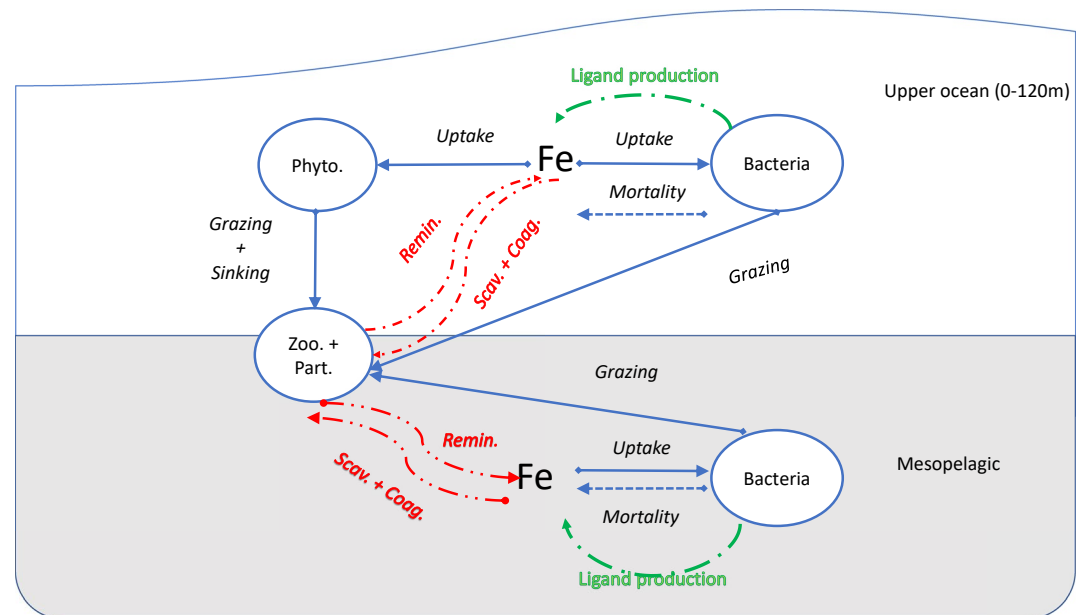 Ligand production
Upper ocean (0-120m)
Uptake
Fe
Uptake
Phyto.
Bacteria
Mortality
Grazing
+
Sinking
Remin.
Scav. + Coag.
Grazing
Zoo. +
Part.
Grazing
Remin.
Uptake
Scav. + Coag.
Fe
Bacteria
Mesopelagic
Mortality
Ligand production